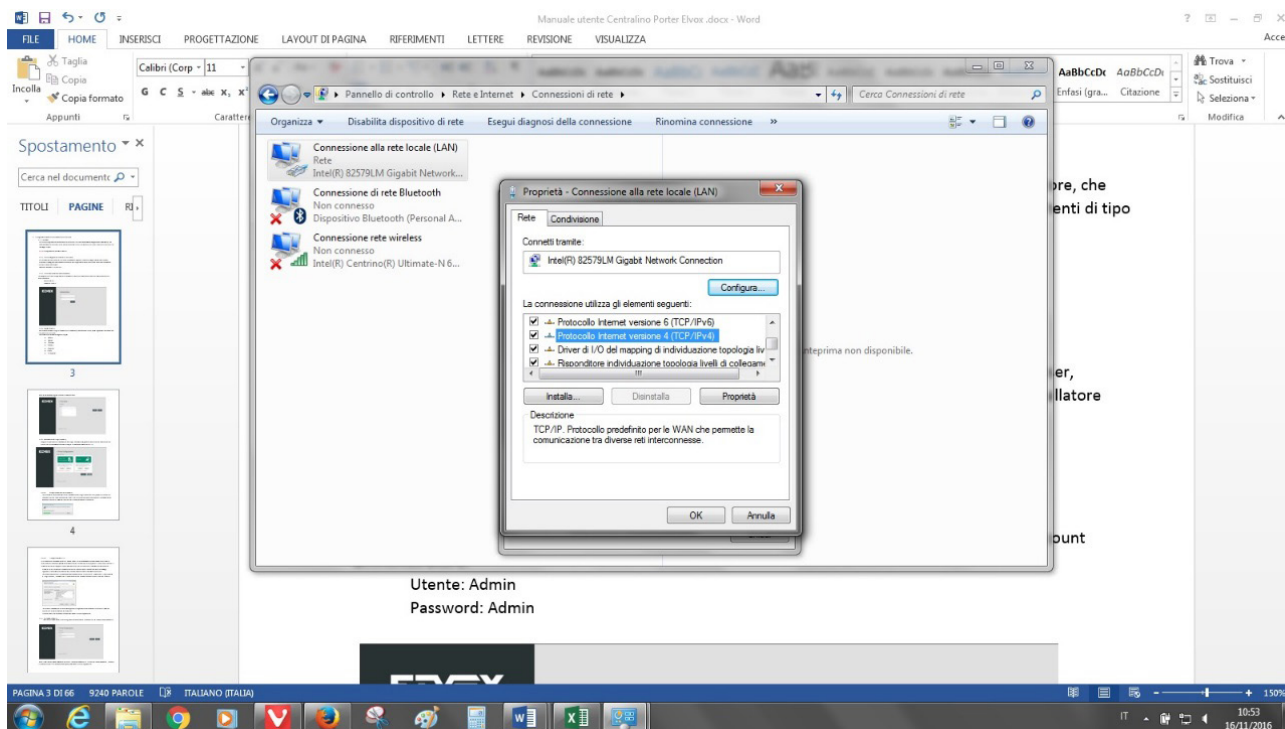 Manuale utente Centralino Porter Elvox .docx - Word
FILE HOME INSERISCI PROGETTAZIONE LAYOUT DI PAGINA RIFERIMENTI LETTERE REVISIONE VISUALIZZA
Acce
Incolla
Taglia
Copia
Copia formato
Appunti
Calibri (Corp 11
G C S abc X, X
Carattere
AaBbCcDc AaBbCcDı
Enfasi (gra... Citazione
Trova
Sostituisci
Seleziona
Modifica
Spostamento
Cerca nel documento
TITOLI PAGINE RI
3
4
Pannello di controllo Rete e Internet Connessioni di rete
Cerca Connessioni di rete
Organizza Disabilita dispositivo di rete Esegui diagnosi della connessione Rinomina connessione »
Connessione alla rete locale (LAN)
Rete
Intel(R) 82579LM Gigabit Network...
Connessione di rete Bluetooth
Non connesso
Dispositivo Bluetooth (Personal A...
Connessione rete wireless
Non connesso
Intel(R) Centrino(R) Ultimate-N 6...
Proprietà - Connessione alla rete locale (LAN)
Rete Condivisione
Connetti tramite:
Intel(R) 82579LM Gigabit Network Connection
Configura...
La connessione utilizza gli elementi seguenti:
Protocollo Internet versione 6 (TCP/IPv6)
Protocollo Internet versione 4 (TCP/IPv4)
Driver di I/O del mapping di individuazione topologia liv
Risponditore individuazione topologia livelli di collegame
Installa... Disinstalla Proprietà
Descrizione
TCP/IP. Protocollo predefinito per le WAN che permette la
comunicazione tra diverse reti interconnesse.
OK Annulla
nteprima non disponibile.
ore, che
enti di tipo
er,
llatore
ount
Utente: Admin
Password: Admin
PAGINA 3 DI 66 9240 PAROLE ITALIANO (ITALIA)
150%
IT
10:53
16/11/2016